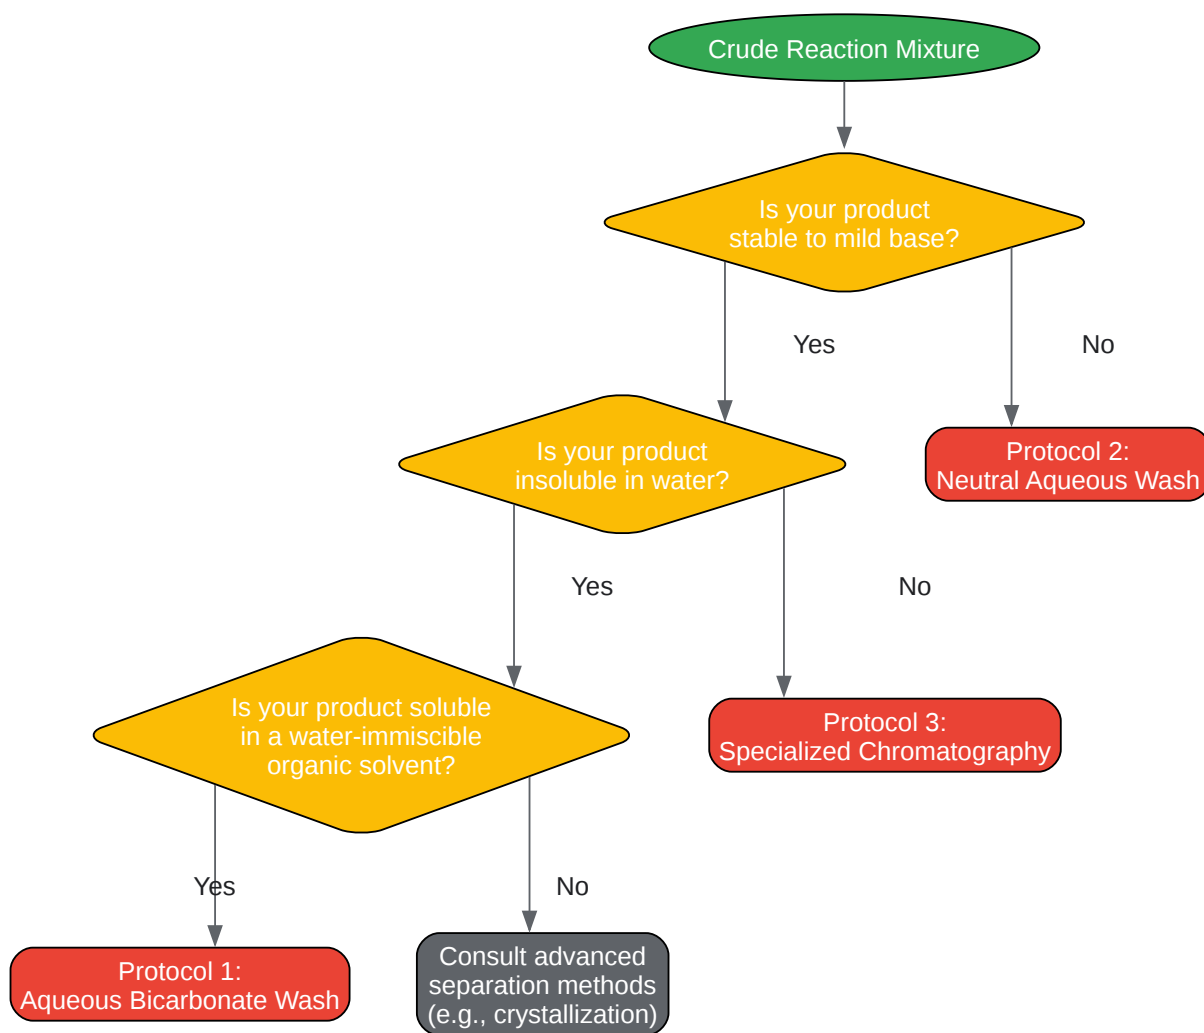 Crude Reaction Mixture
Is your product
stable to mild base?
Yes
No
Is your product
insoluble in water?
Protocol 2:
Neutral Aqueous Wash
Yes
No
Is your product soluble
in a water-immiscible
organic solvent?
Protocol 3:
Specialized Chromatography
Yes
No
Protocol 1:
Aqueous Bicarbonate Wash
Consult advanced
separation methods
(e.g., crystallization)